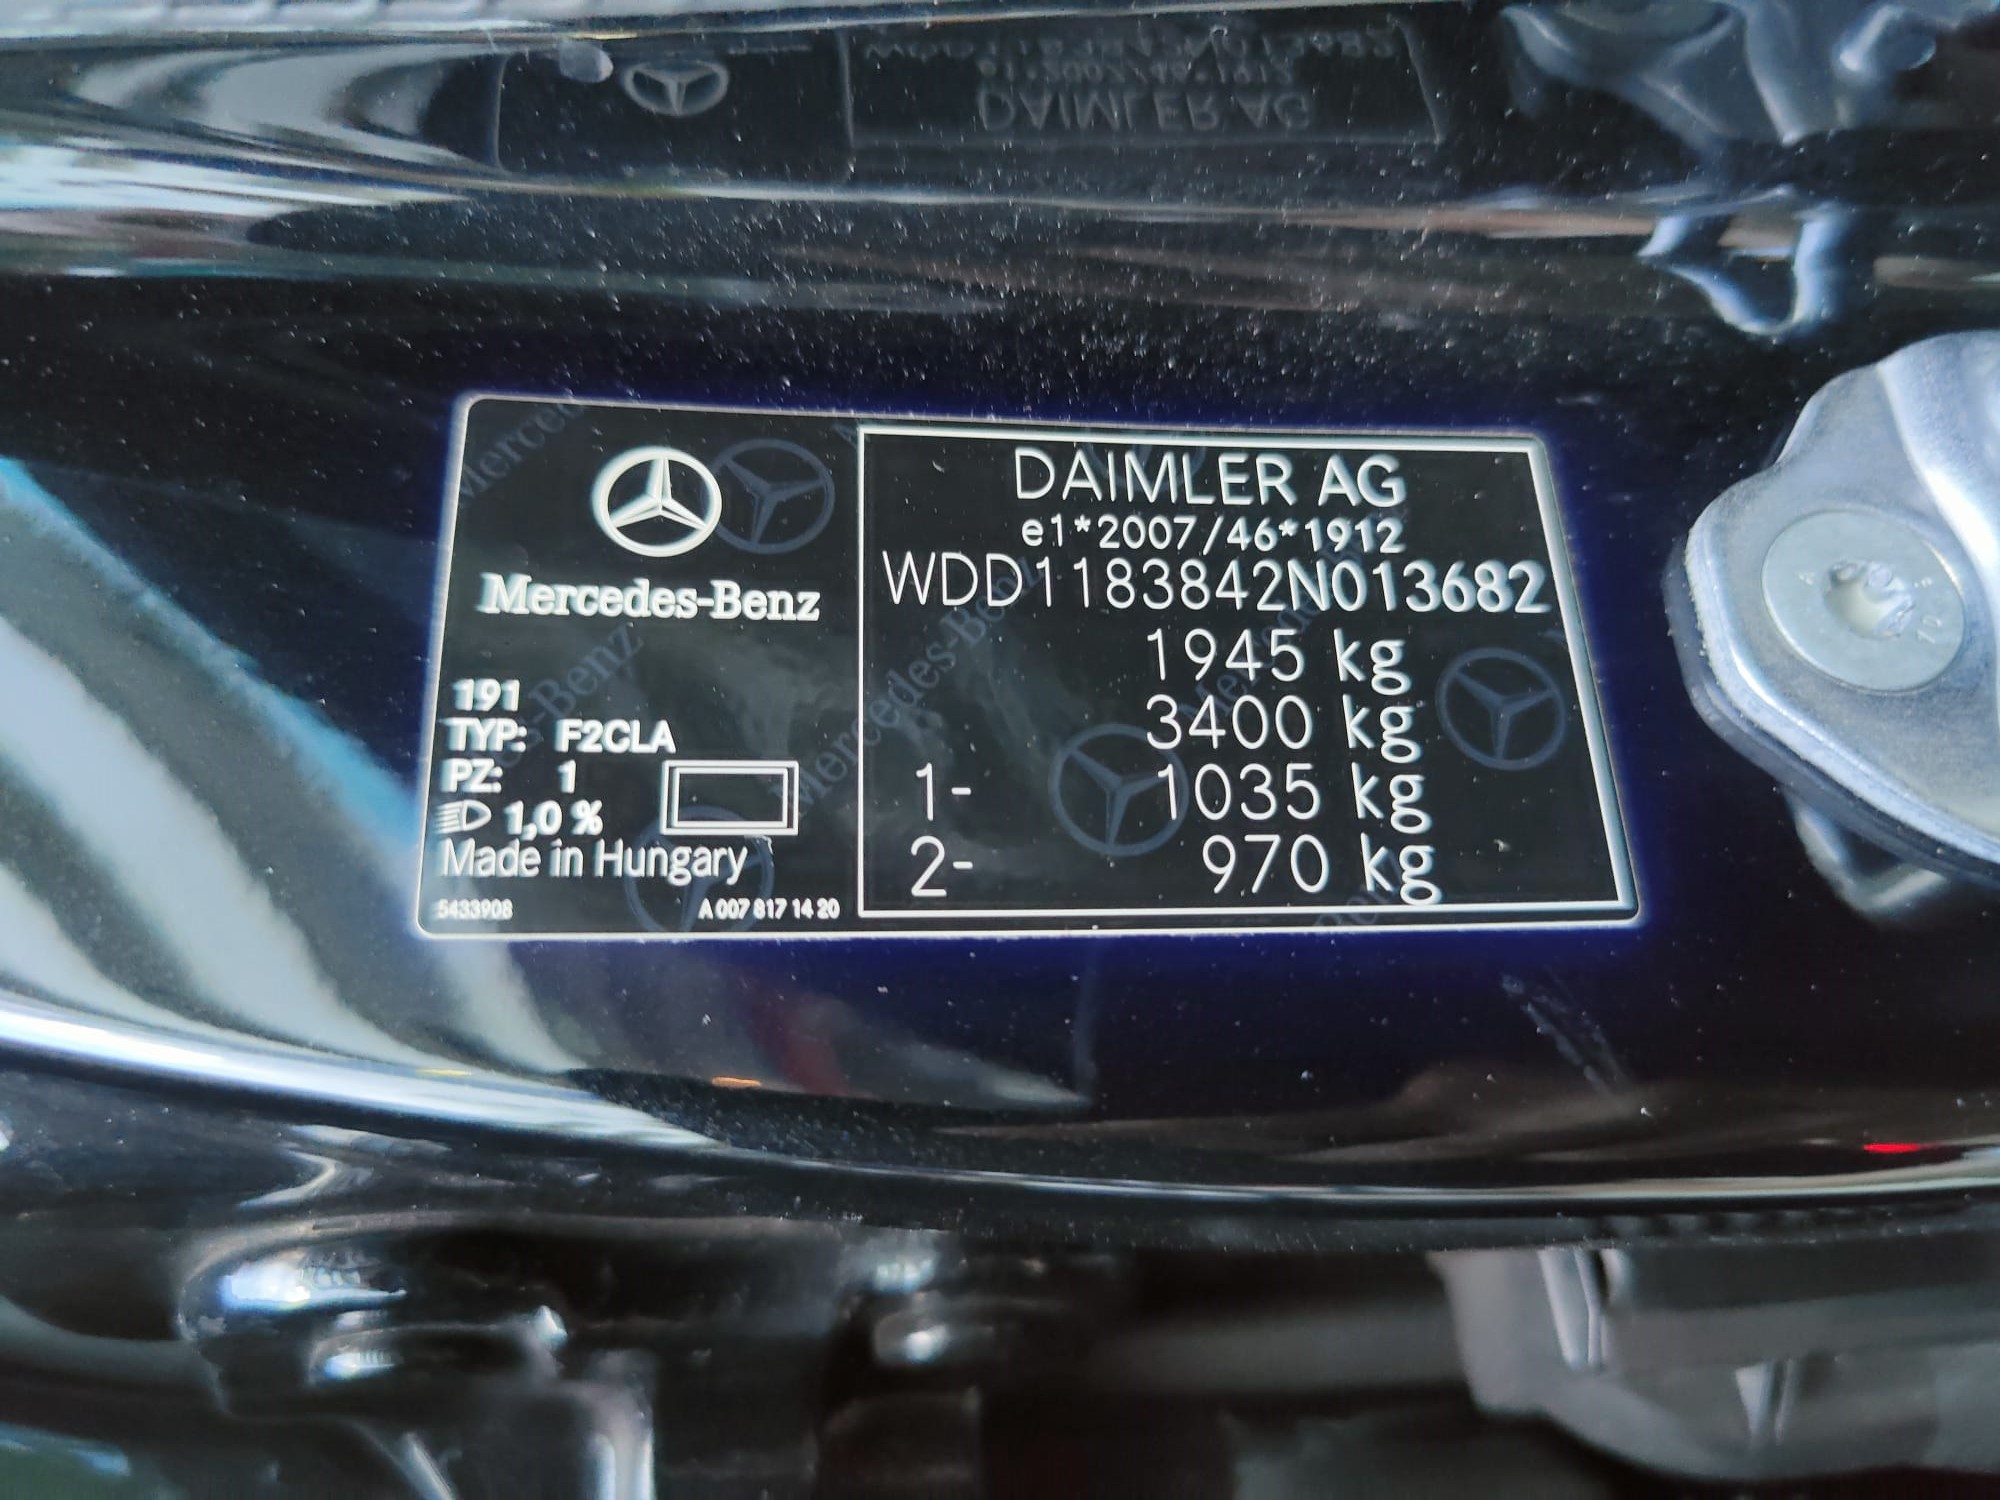 Mercedes-Benz
191
TYP: F2CLA
PZ: 1
1,0 %
Made in Hungary
5433908 A 007 817 14 20
DAIMLER AG
e1*2007/46*1912
WDD1183842N013682
1945 kg
3400 kg
1- 1035 kg
2- 970 kg